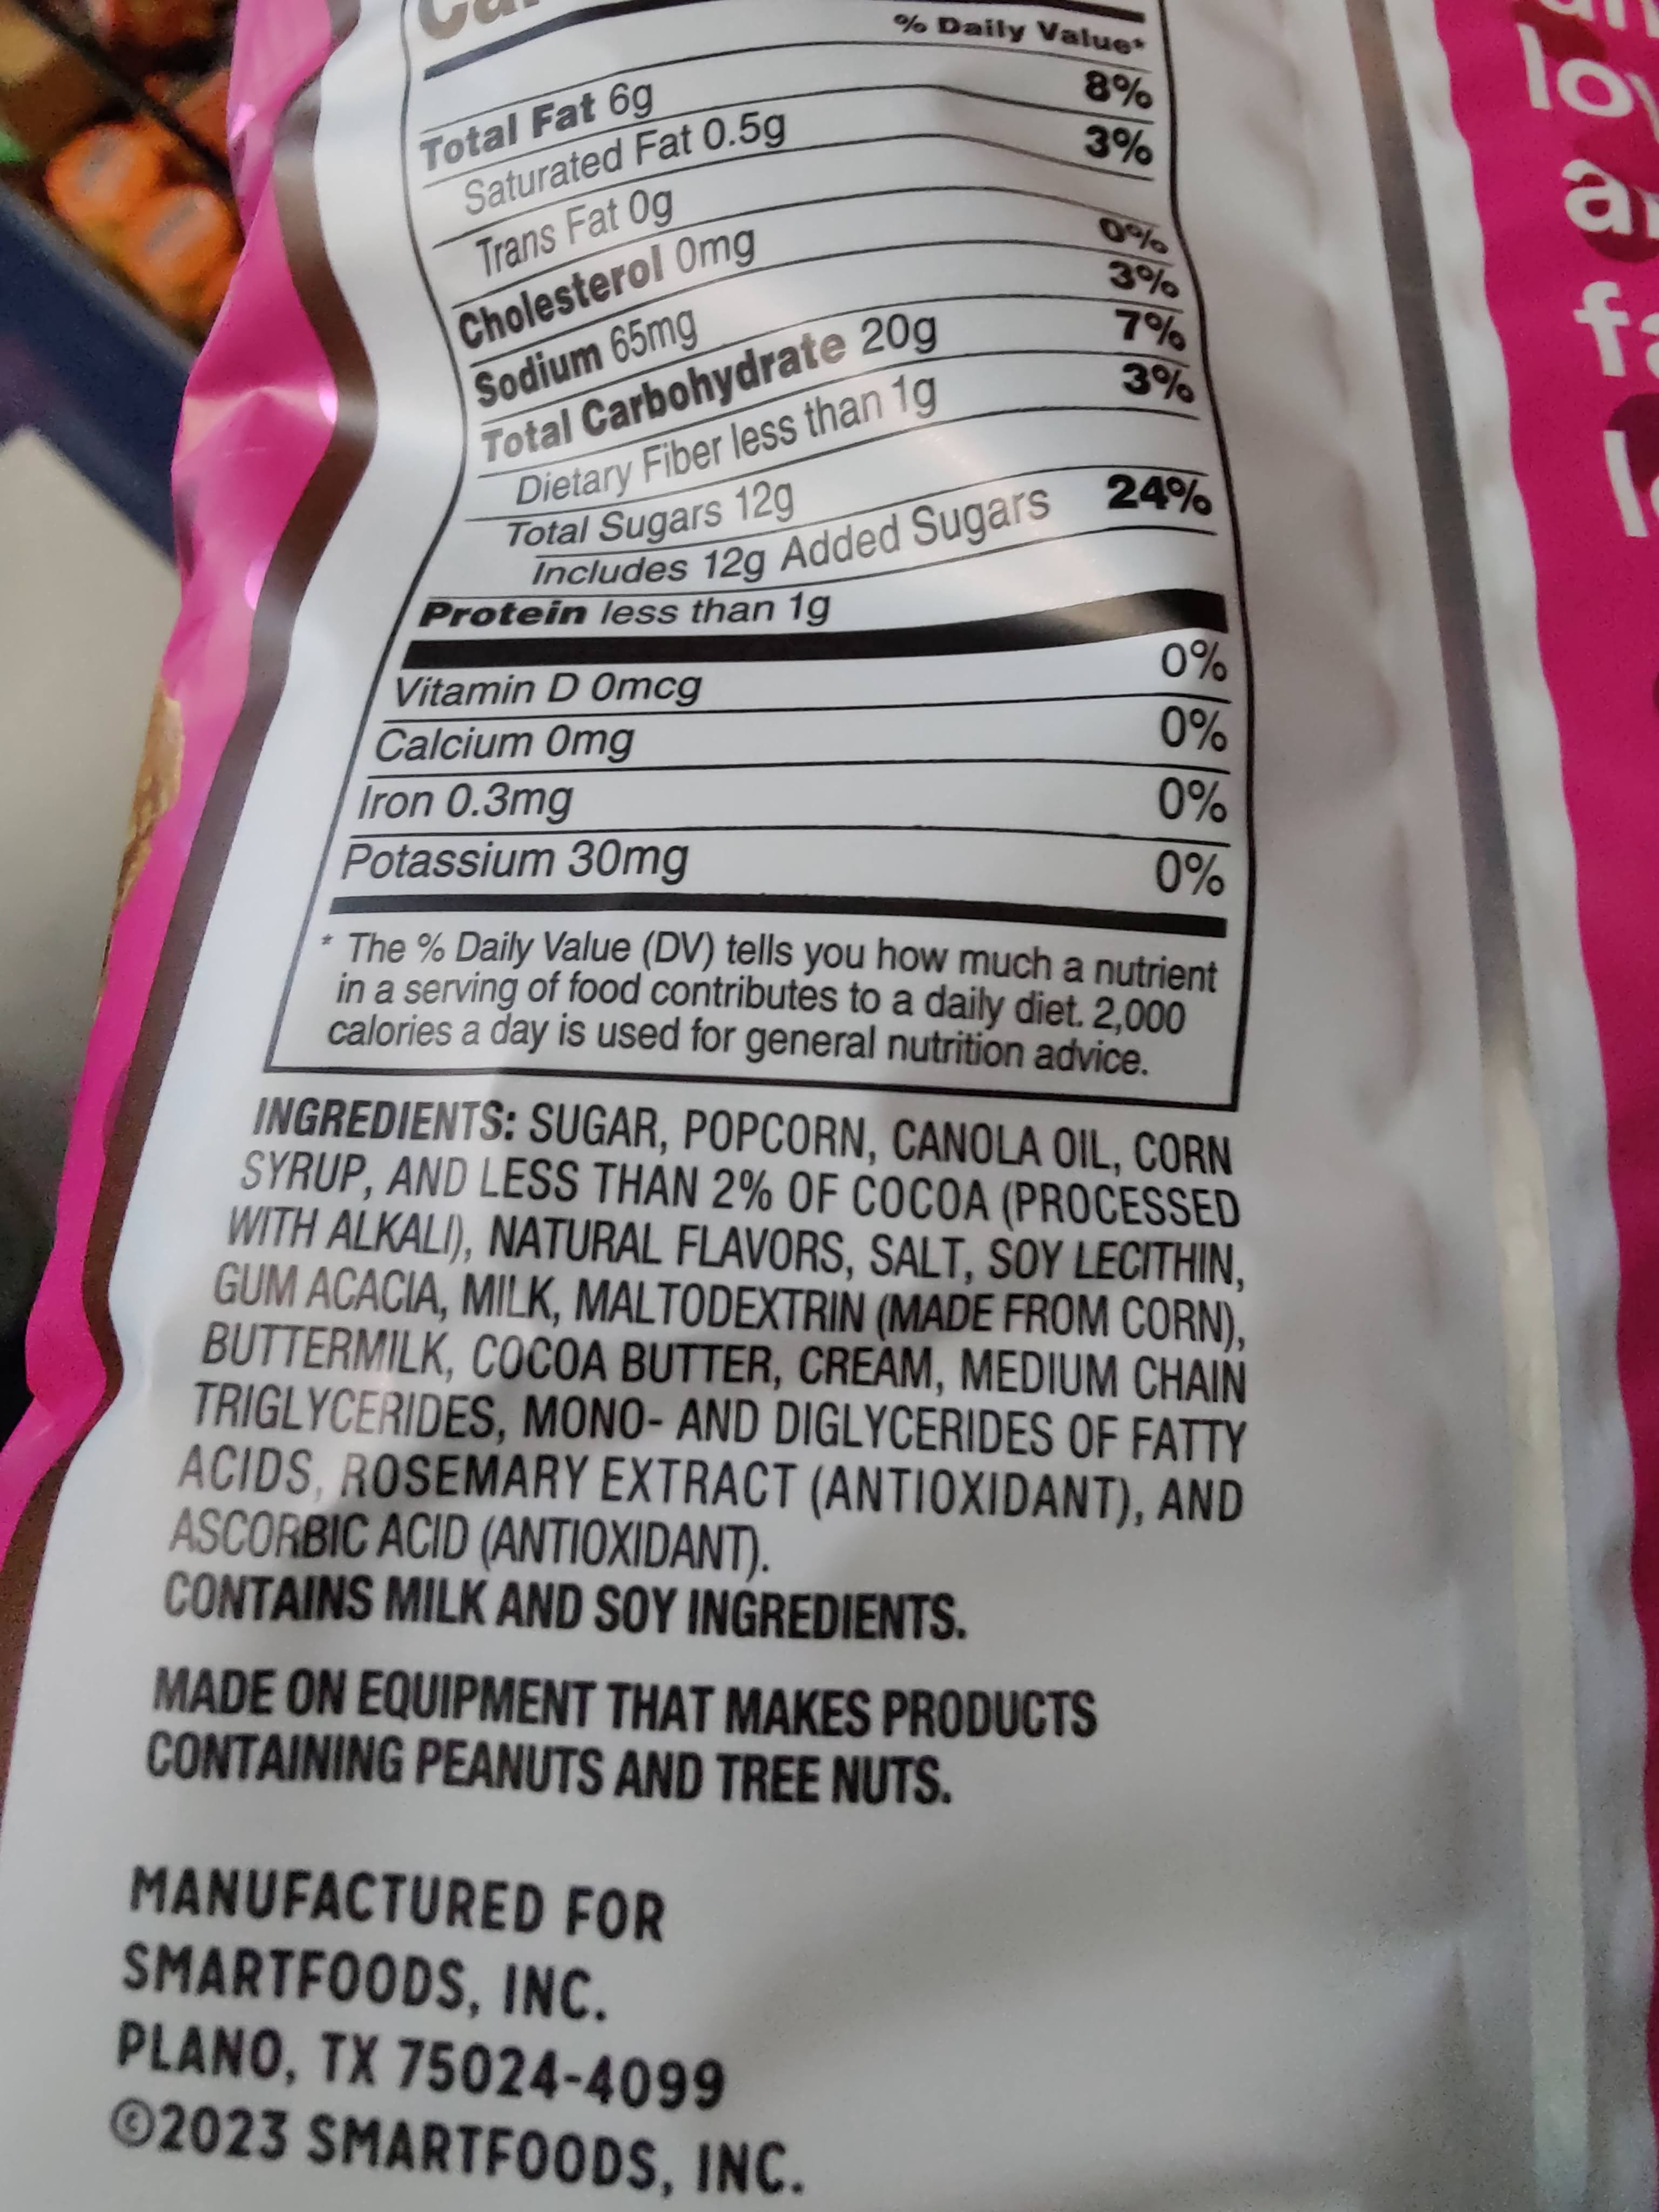 % Daily Value*
Total Fat 6g 8%
Saturated Fat 0.5g 3%
Trans Fat 0g
Cholesterol 0mg 0%
Sodium 65mg 3%
Total Carbohydrate 20g 7%
Dietary Fiber less than 1g 3%
Total Sugars 12g
Includes 12g Added Sugars 24%
Protein less than 1g
Vitamin D 0mcg 0%
Calcium 0mg 0%
Iron 0.3mg 0%
Potassium 30mg 0%
* The % Daily Value (DV) tells you how much a nutrient
in a serving of food contributes to a daily diet. 2,000
calories a day is used for general nutrition advice.
INGREDIENTS: SUGAR, POPCORN, CANOLA OIL, CORN
SYRUP, AND LESS THAN 2% OF COCOA (PROCESSED
WITH ALKALI), NATURAL FLAVORS, SALT, SOY LECITHIN,
GUM ACACIA, MILK, MALTODEXTRIN (MADE FROM CORN),
BUTTERMILK, COCOA BUTTER, CREAM, MEDIUM CHAIN
TRIGLYCERIDES, MONO- AND DIGLYCERIDES OF FATTY
ACIDS, ROSEMARY EXTRACT (ANTIOXIDANT), AND
ASCORBIC ACID (ANTIOXIDANT).
CONTAINS MILK AND SOY INGREDIENTS.
MADE ON EQUIPMENT THAT MAKES PRODUCTS
CONTAINING PEANUTS AND TREE NUTS.
MANUFACTURED FOR
SMARTFOODS, INC.
PLANO, TX 75024-4099
©2023 SMARTFOODS, INC.